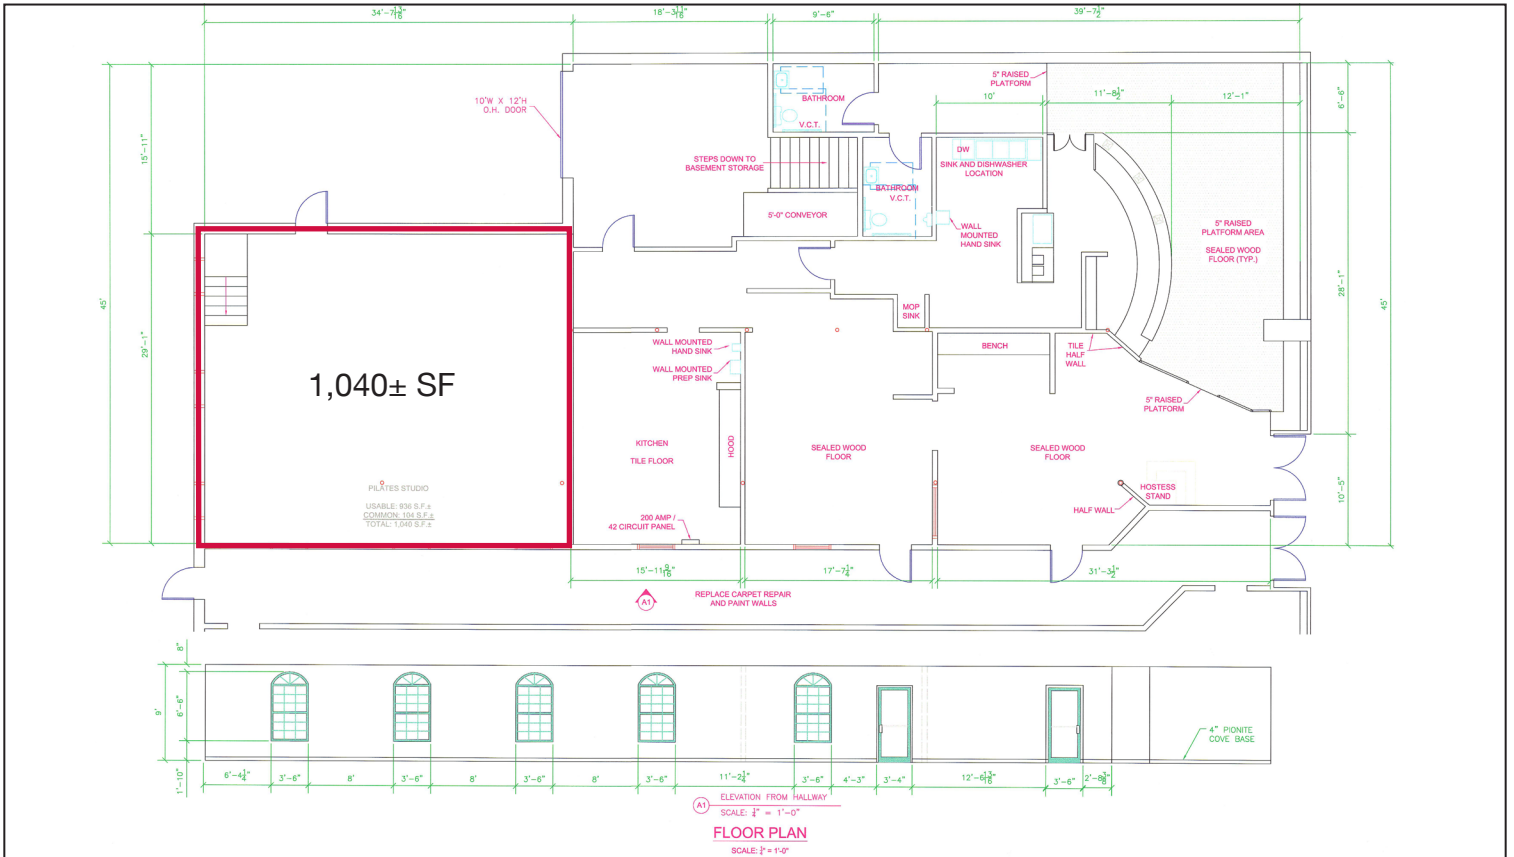 34'-7 13/16"
18'-3 11/16"
9'-6"
39'-7 1/2"
10'W X 12'H
O.H. DOOR
BATHROOM
V.C.T.
5" RAISED
PLATFORM
10'
11'-8 1/2"
12'-1"
6'-6"
15'-11"
STEPS DOWN TO
BASEMENT STORAGE
DW
SINK AND DISHWASHER
LOCATION
BATHROOM
V.C.T.
5'-0" CONVEYOR
WALL
MOUNTED
HAND SINK
5" RAISED
PLATFORM AREA
SEALED WOOD
FLOOR (TYP.)
45'
29'-1"
28'-1"
45'
MOP
SINK
WALL MOUNTED
HAND SINK
WALL MOUNTED
PREP SINK
BENCH
TILE
HALF
WALL
1,040± SF
5" RAISED
PLATFORM
KITCHEN
TILE FLOOR
HOOD
SEALED WOOD
FLOOR
SEALED WOOD
FLOOR
PILATES STUDIO
USABLE: 936 S.F.±
COMMON: 104 S.F.±
TOTAL: 1,040 S.F.±
HOSTESS
STAND
HALF WALL
10'-5"
200 AMP /
42 CIRCUIT PANEL
15'-11 9/16"
17'-7 1/4"
31'-3 1/2"
A1
REPLACE CARPET REPAIR
AND PAINT WALLS
8"
9'
6'-6"
1'-10"
4" PIONITE
COVE BASE
6'-4 1/4"
3'-6"
8'
3'-6"
8'
3'-6"
8'
3'-6"
11'-2 1/4"
3'-6"
4'-3"
3'-4"
12'-6 13/16"
3'-6"
2'-8 3/8"
A1
ELEVATION FROM HALLWAY
SCALE: 1/4" = 1'-0"
FLOOR PLAN
SCALE: 1/4" = 1'-0"